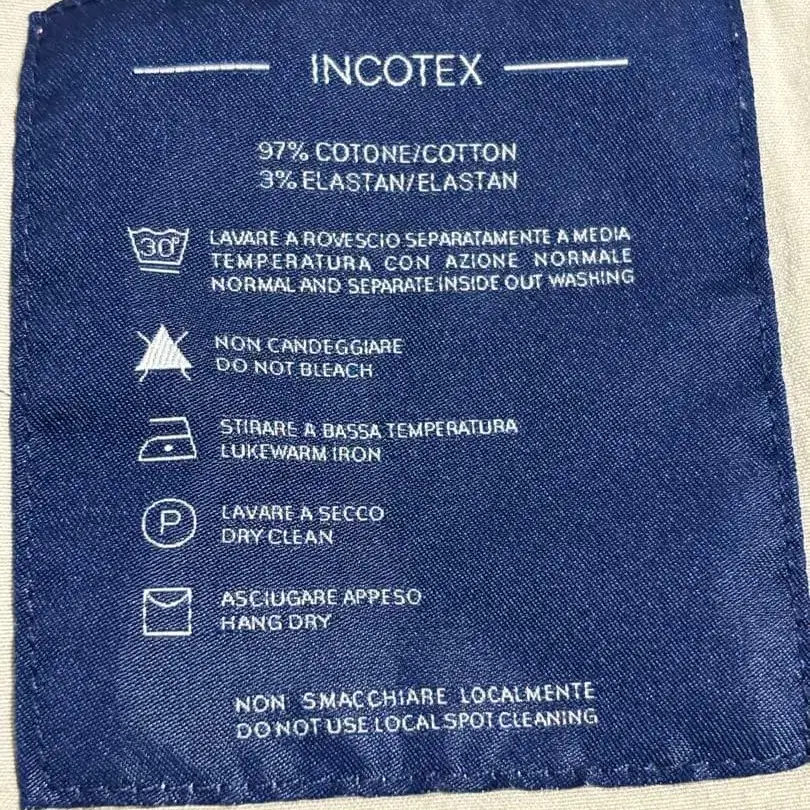 INCOTEX
97% COTONE/COTTON
3% ELASTAN/ELASTAN
30°
LAVARE A ROVESCIO SEPARATAMENTE A MEDIA
TEMPERATURA CON AZIONE NORMALE
NORMAL AND SEPARATE INSIDE OUT WASHING
NON CANDEGGIARE
DO NOT BLEACH
STIRARE A BASSA TEMPERATURA
LUKEWARM IRON
P
LAVARE A SECCO
DRY CLEAN
ASCIUGARE APPESO
HANG DRY
NON SMACCHIARE LOCALMENTE
DO NOT USE LOCAL SPOT CLEANING